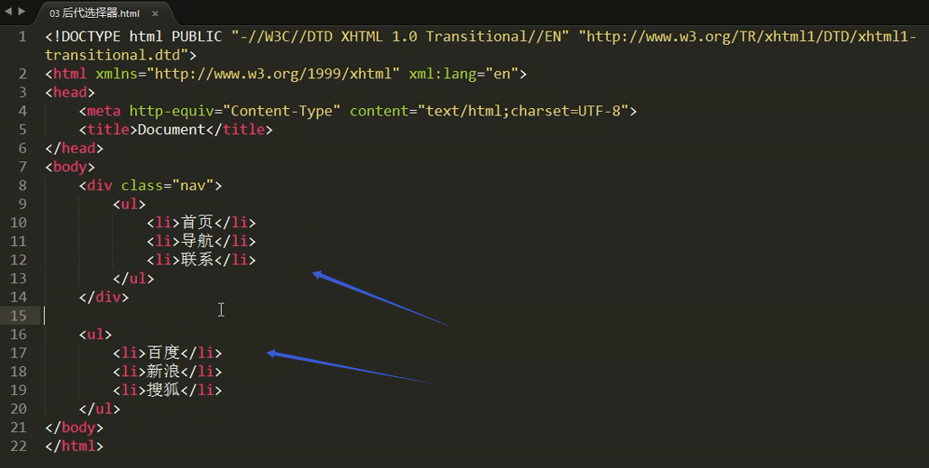 03 后代选择器.html ×
1 <!DOCTYPE html PUBLIC "-//W3C//DTD XHTML 1.0 Transitional//EN" "http://www.w3.org/TR/xhtml1/DTD/xhtml1-
transitional.dtd">
2 <html xmlns="http://www.w3.org/1999/xhtml" xml:lang="en">
3 <head>
4 <meta http-equiv="Content-Type" content="text/html;charset=UTF-8">
5 <title>Document</title>
6 </head>
7 <body>
8 <div class="nav">
9 <ul>
10 <li>首页</li>
11 <li>导航</li>
12 <li>联系</li>
13 </ul>
14 </div>
15
16 <ul>
17 <li>百度</li>
18 <li>新浪</li>
19 <li>搜狐</li>
20 </ul>
21 </body>
22 </html>